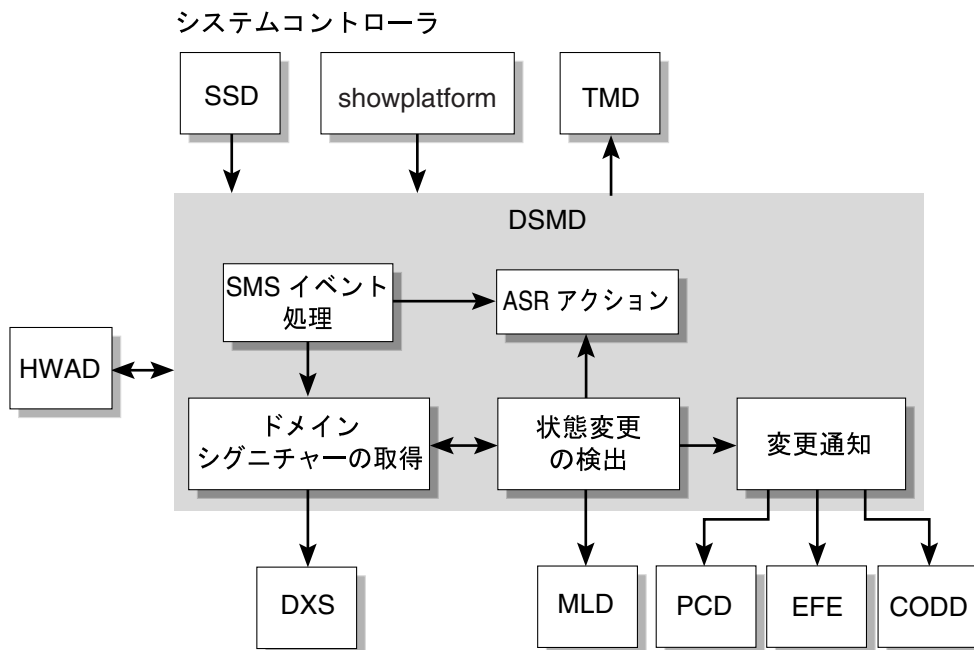 システムコントローラ
SSD
showplatform
TMD
DSMD
SMS イベント
処理
ASR アクション
HWAD
ドメイン
シグニチャーの取得
状態変更
の検出
変更通知
DXS
MLD
PCD
EFE
CODD